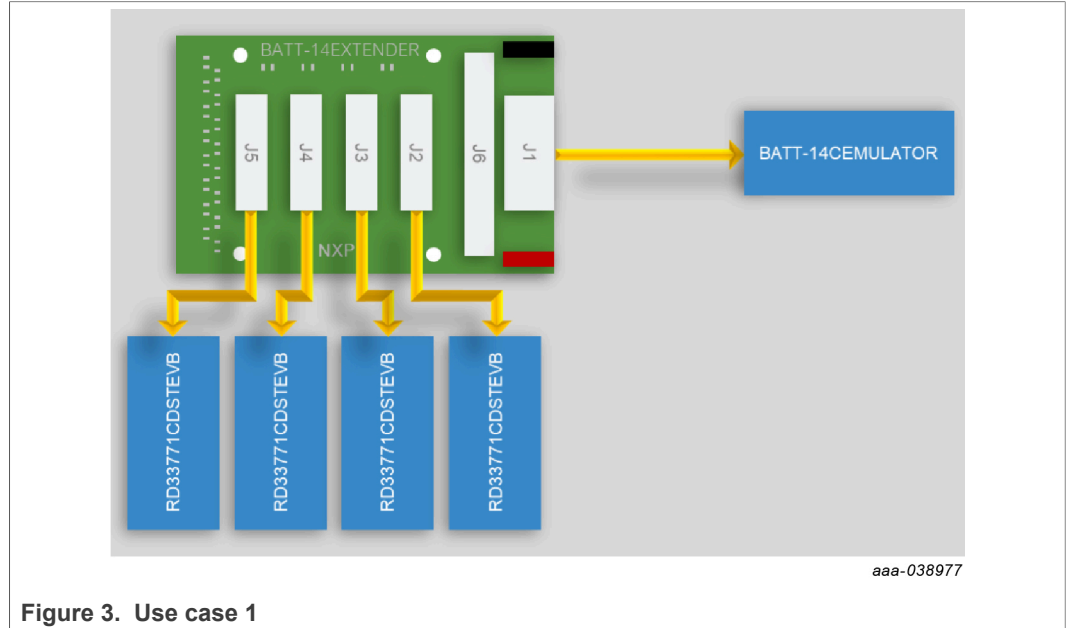 BATT-14EXTENDER
J5
J4
J3
J2
J6
J1
BATT-14CEMULATOR
NXP
RD33771CDSTEVB
RD33771CDSTEVB
RD33771CDSTEVB
RD33771CDSTEVB
aaa-038977
Figure 3. Use case 1